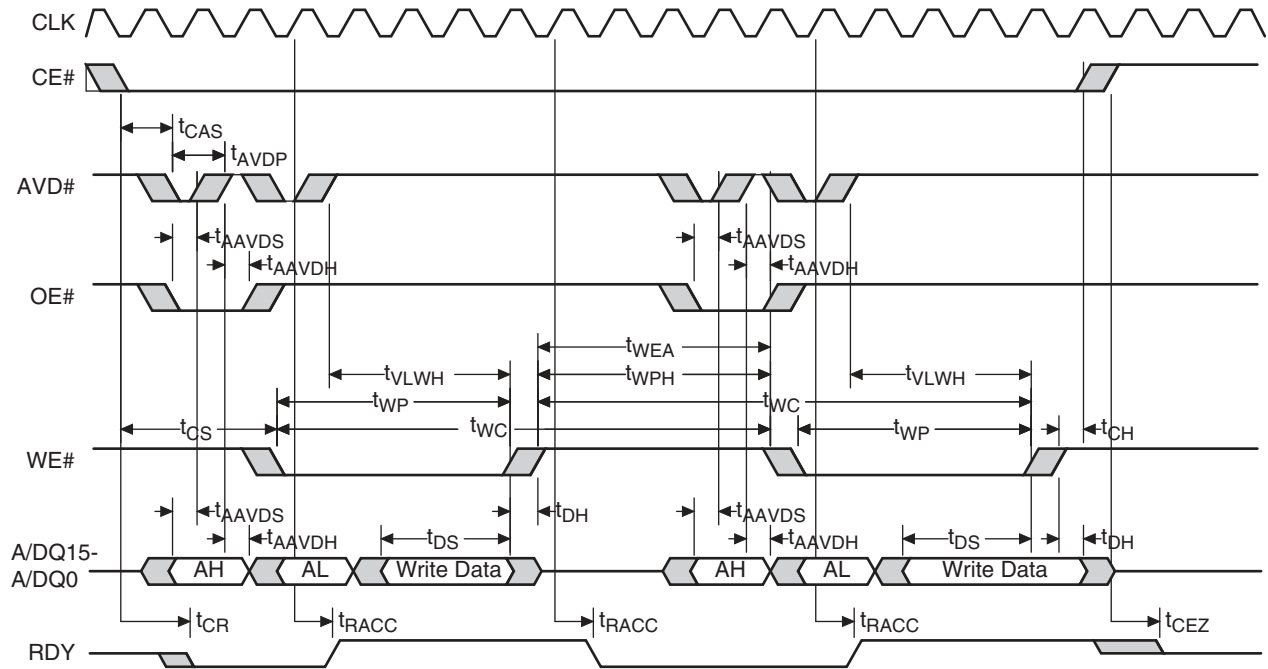 CLK
CE#
tCAS
tAVDP
AVD#
tAAVDS tAAVDS
tAAVDH tAAVDH
OE#
tWEA
tVLWH tWPH tVLWH
tWP tWC
tCS tWC tWP tCH
WE#
tAAVDS tDH tAAVDS
A/DQ15- tAAVDH tDS tAAVDH tDS tDH
A/DQ0 AH AL Write Data AH AL Write Data
tCR tRACC tRACC tRACC tCEZ
RDY